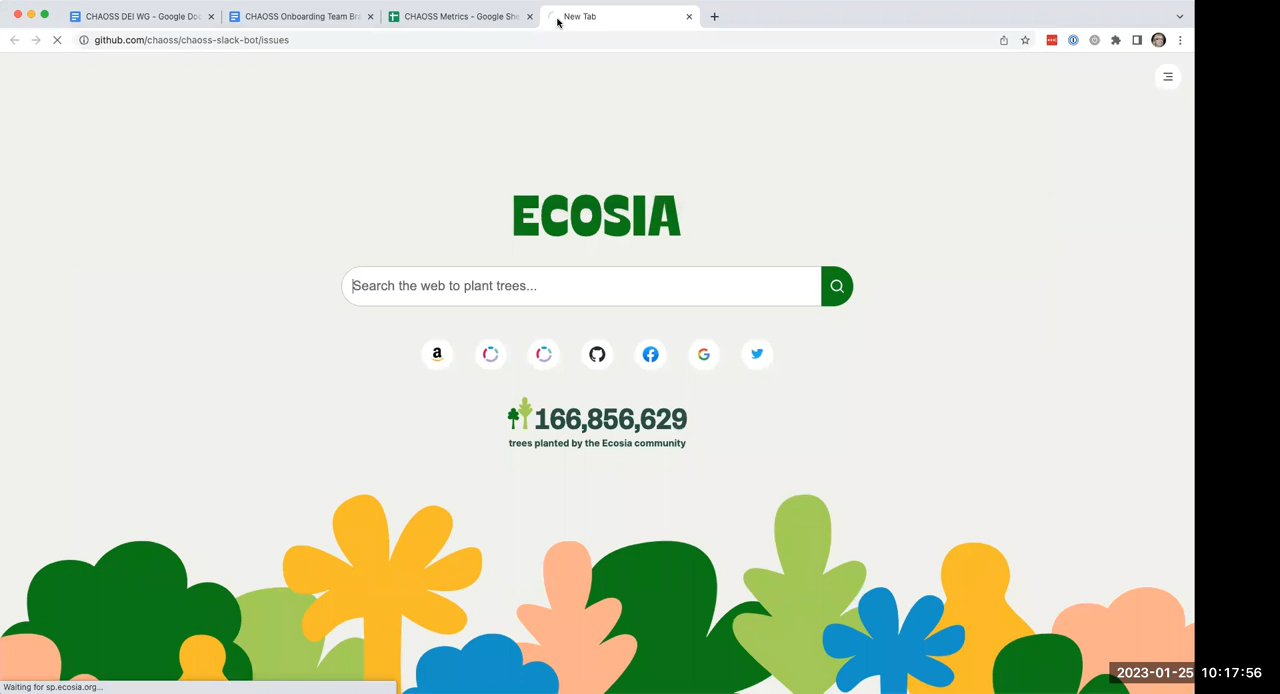 CHAOSS DEI WG - Google Doc
CHAOSS Onboarding Team Bra
CHAOSS Metrics - Google She
New Tab
github.com/chaoss/chaoss-slack-bot/issues
ECOSIA
Search the web to plant trees...
166,856,629
trees planted by the Ecosia community
Waiting for sp.ecosia.org...
2023-01-25 10:17:56